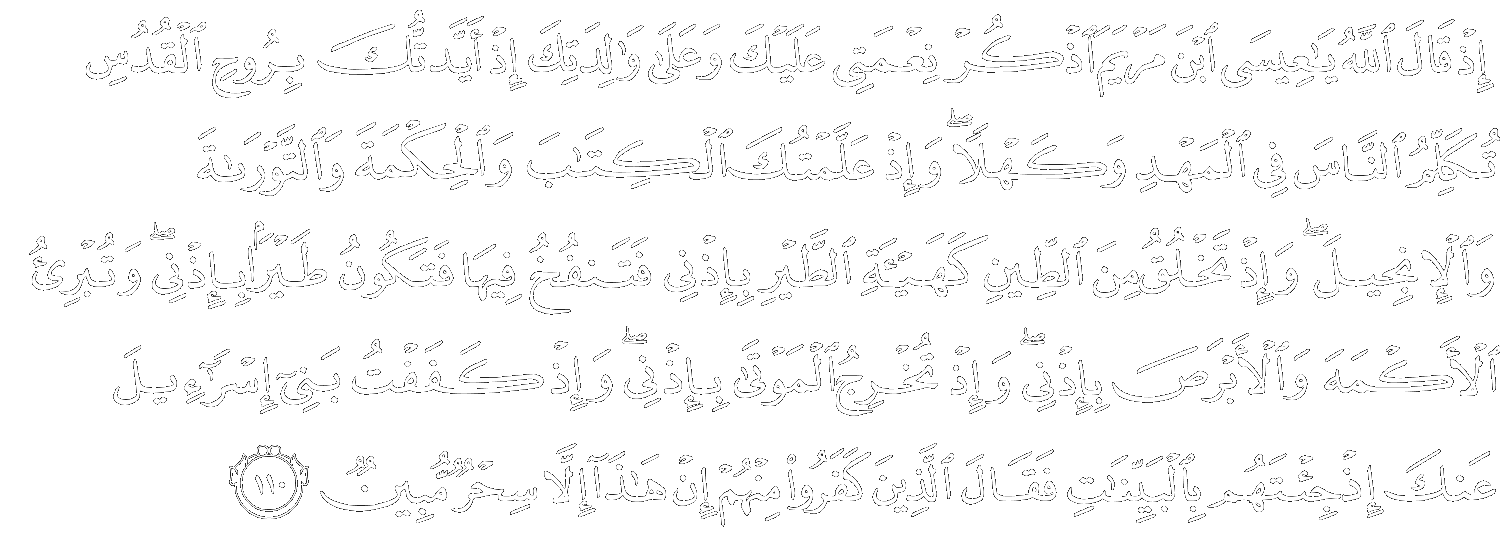 إِذْ قَالَ ٱللَّهُ يَـٰعِيسَى ٱبْنَ مَرْيَمَ ٱذْكُرْ نِعْمَتِى عَلَيْكَ وَعَلَىٰ وَٰلِدَتِكَ إِذْ أَيَّدتُّكَ بِرُوحِ ٱلْقُدُسِ
تُكَلِّمُ ٱلنَّاسَ فِى ٱلْمَهْدِ وَكَهْلًا ۖ وَإِذْ عَلَّمْتُكَ ٱلْكِتَـٰبَ وَٱلْحِكْمَةَ وَٱلتَّوْرَىٰةَ
وَٱلْإِنجِيلَ ۖ وَإِذْ تَخْلُقُ مِنَ ٱلطِّينِ كَهَيْـَٔةِ ٱلطَّيْرِ بِإِذْنِى فَتَنفُخُ فِيهَا فَتَكُونُ طَيْرًۢا بِإِذْنِى ۖ وَتُبْرِئُ
ٱلْأَكْمَهَ وَٱلْأَبْرَصَ بِإِذْنِى ۖ وَإِذْ تُخْرِجُ ٱلْمَوْتَىٰ بِإِذْنِى ۖ وَإِذْ كَفَفْتُ بَنِىٓ إِسْرَٰٓءِيلَ
عَنكَ إِذْ جِئْتَهُم بِٱلْبَيِّنَـٰتِ فَقَالَ ٱلَّذِينَ كَفَرُوا۟ مِنْهُمْ إِنْ هَـٰذَآ إِلَّا سِحْرٌ مُّبِينٌ ١١٠